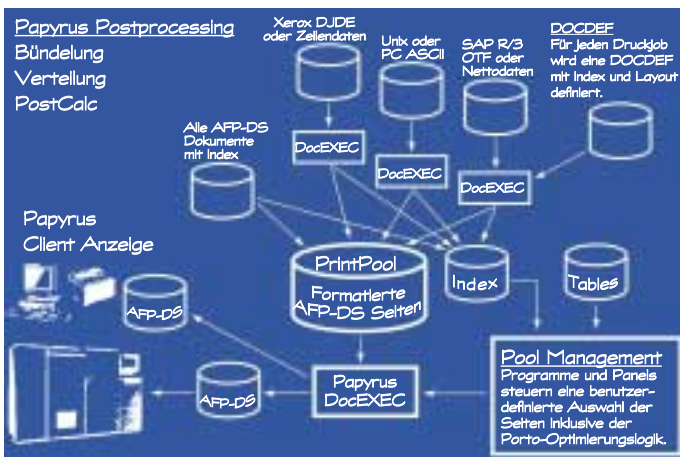 Papyrus Postprocessing
Bündelung
Verteilung
PostCalc
Xerox DJDE
oder Zeilendaten
Unix oder
PC ASCII
SAP R/3
OTF oder
Nettodaten
DOCDEF
Für jeden Druckjob
wird eine DOCDEF
mit Index und Layout
definiert.
Alle AFP-DS
Dokumente
mit Index
DocEXEC
DocEXEC
DocEXEC
Papyrus
Client Anzeige
PrintPool
Formatierte
AFP-DS Seiten
Index
Tables
AFP-DS
AFP-DS
Papyrus
DocEXEC
Pool Management
Programme und Panels
steuern eine benutzer-
definierte Auswahl der
Seiten inklusive der
Porto-Optimierungslogik.